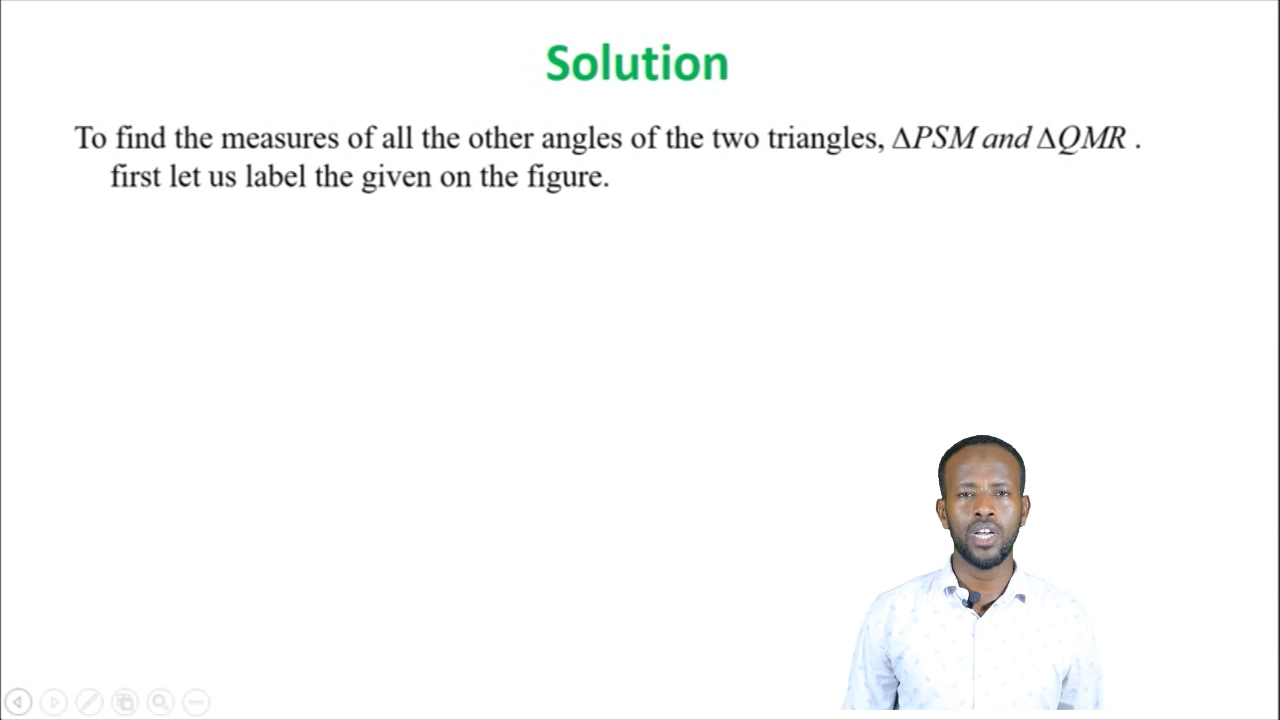 Solution
To find the measures of all the other angles of the two triangles, ΔPSM and ΔQMR .
first let us label the given on the figure.